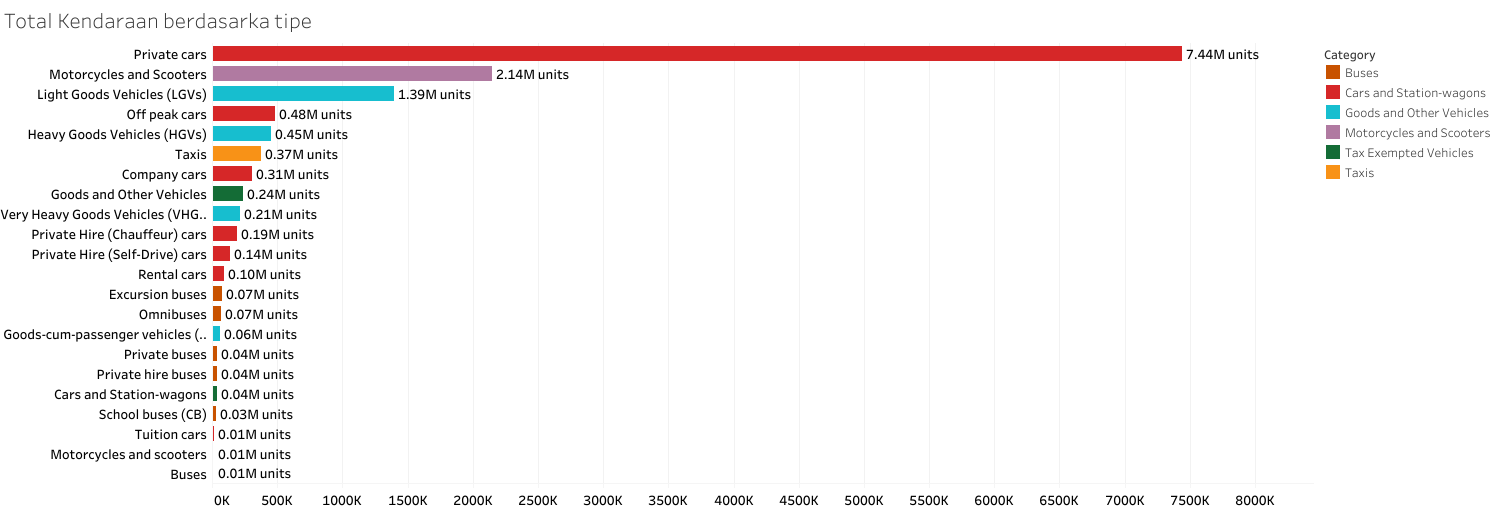 Total Kendaraan berdasarka tipe
Private cars 7.44M units
Motorcycles and Scooters 2.14M units
Light Goods Vehicles (LGVs) 1.39M units
Off peak cars 0.48M units
Heavy Goods Vehicles (HGVs) 0.45M units
Taxis 0.37M units
Company cars 0.31M units
Goods and Other Vehicles 0.24M units
Very Heavy Goods Vehicles (VHG.. 0.21M units
Private Hire (Chauffeur) cars 0.19M units
Private Hire (Self-Drive) cars 0.14M units
Rental cars 0.10M units
Excursion buses 0.07M units
Omnibuses 0.07M units
Goods-cum-passenger vehicles (.. 0.06M units
Private buses 0.04M units
Private hire buses 0.04M units
Cars and Station-wagons 0.04M units
School buses (CB) 0.03M units
Tuition cars 0.01M units
Motorcycles and scooters 0.01M units
Buses 0.01M units
0K 500K 1000K 1500K 2000K 2500K 3000K 3500K 4000K 4500K 5000K 5500K 6000K 6500K 7000K 7500K 8000K
Category
Buses
Cars and Station-wagons
Goods and Other Vehicles
Motorcycles and Scooters
Tax Exempted Vehicles
Taxis